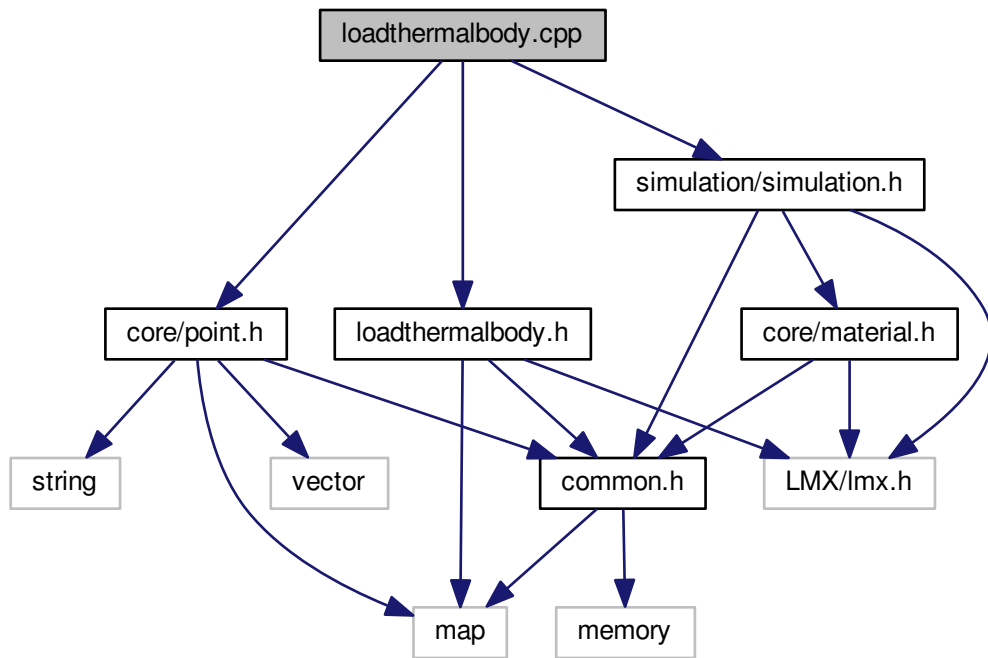 loadthermalbody.cpp
simulation/simulation.h
core/point.h
loadthermalbody.h
core/material.h
string
vector
common.h
LMX/lmx.h
map
memory